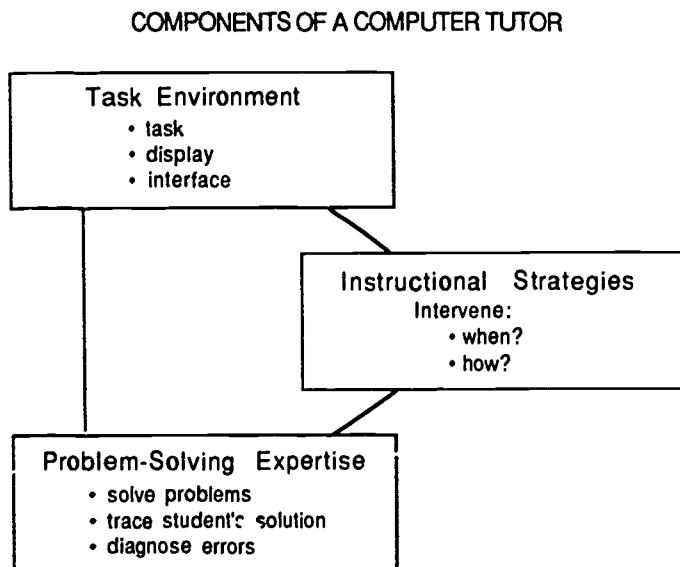 COMPONENTS OF A COMPUTER TUTOR
Task Environment
• task
• display
• interface
Instructional Strategies
Intervene:
• when?
• how?
Problem-Solving Expertise
• solve problems
• trace student's solution
• diagnose errors